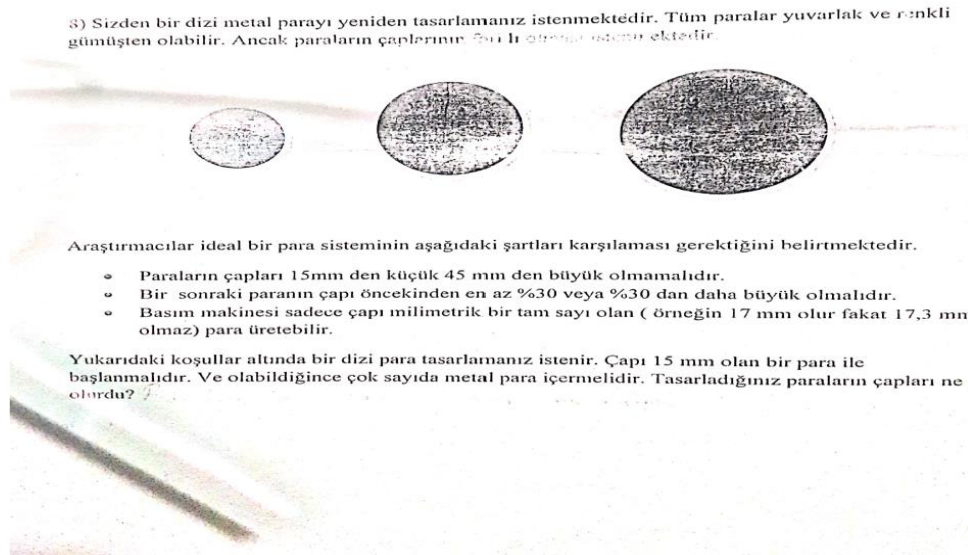 8) Sizden bir dizi metal parayı yeniden tasarlamanız istenmektedir. Tüm paralar yuvarlak ve renkli
gümüşten olabilir. Ancak paraların çaplarının
Araştırmacılar ideal bir para sisteminin aşağıdaki şartları karşılaması gerektiğini belirtmektedir.
Paraların çapları 15mm den küçük 45 mm den büyük olmamalıdır.
Bir sonraki paranın çapı öncekinden en az %30 veya %30 dan daha büyük olmalıdır.
Basım makinesi sadece çapı milimetrik bir tam sayı olan ( örneğin 17 mm olur fakat 17,3 mm
olmaz) para üretebilir.
Yukarıdaki koşullar altında bir dizi para tasarlamanız istenir. Çapı 15 mm olan bir para ile
başlanmalıdır. Ve olabildiğince çok sayıda metal para içermelidir. Tasarladığınız paraların çapları ne
olurdu?